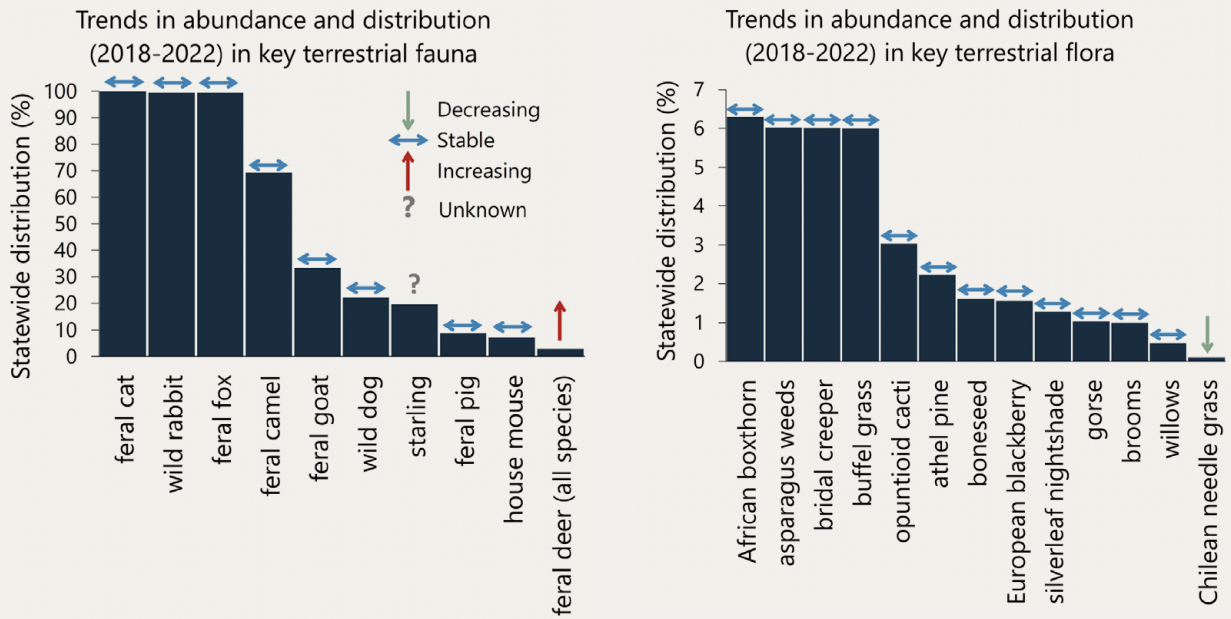 Trends in abundance and distribution
(2018-2022) in key terrestrial fauna
Statewide distribution (%)
100
90
80
70
60
50
40
30
20
10
0
Decreasing
Stable
Increasing
? Unknown
?
feral cat
wild rabbit
feral fox
feral camel
feral goat
wild dog
starling
feral pig
house mouse
feral deer (all species)
Trends in abundance and distribution
(2018-2022) in key terrestrial flora
Statewide distribution (%)
7
6
5
4
3
2
1
0
African boxthorn
asparagus weeds
bridal creeper
buffel grass
opuntioid cacti
athel pine
boneseed
European blackberry
silverleaf nightshade
gorse
brooms
willows
Chilean needle grass